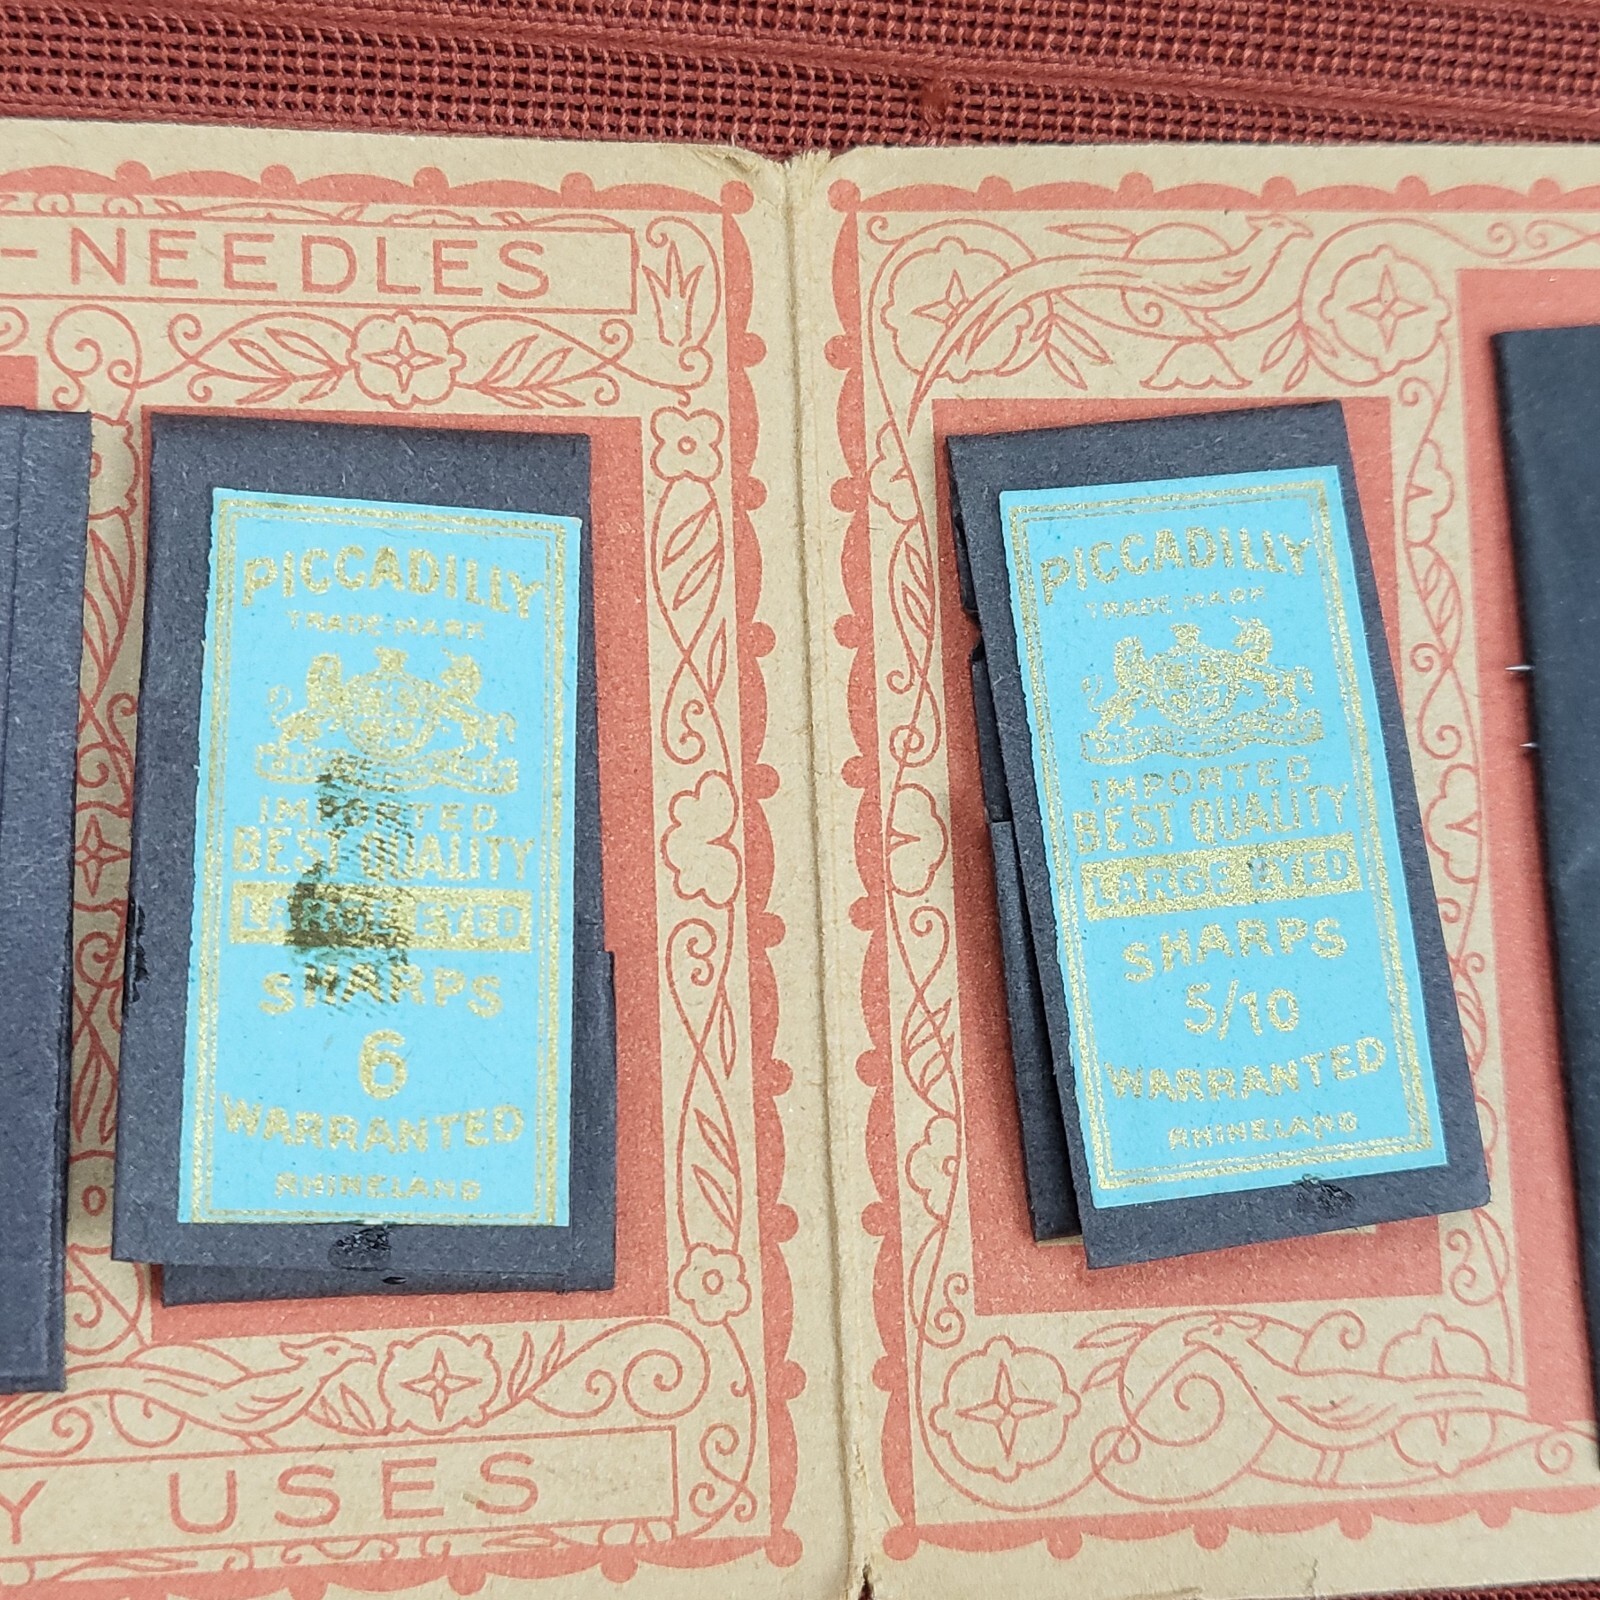 -NEEDLES
PICCADILLY
TRADE-MARK
IMPORTED
BEST QUALITY
LARGE EYED
SHARPS
6
WARRANTED
RHINELAND
Y USES
PICCADILLY
TRADE-MARK
IMPORTED
BEST QUALITY
LARGE EYED
SHARPS
5/10
WARRANTED
RHINELAND